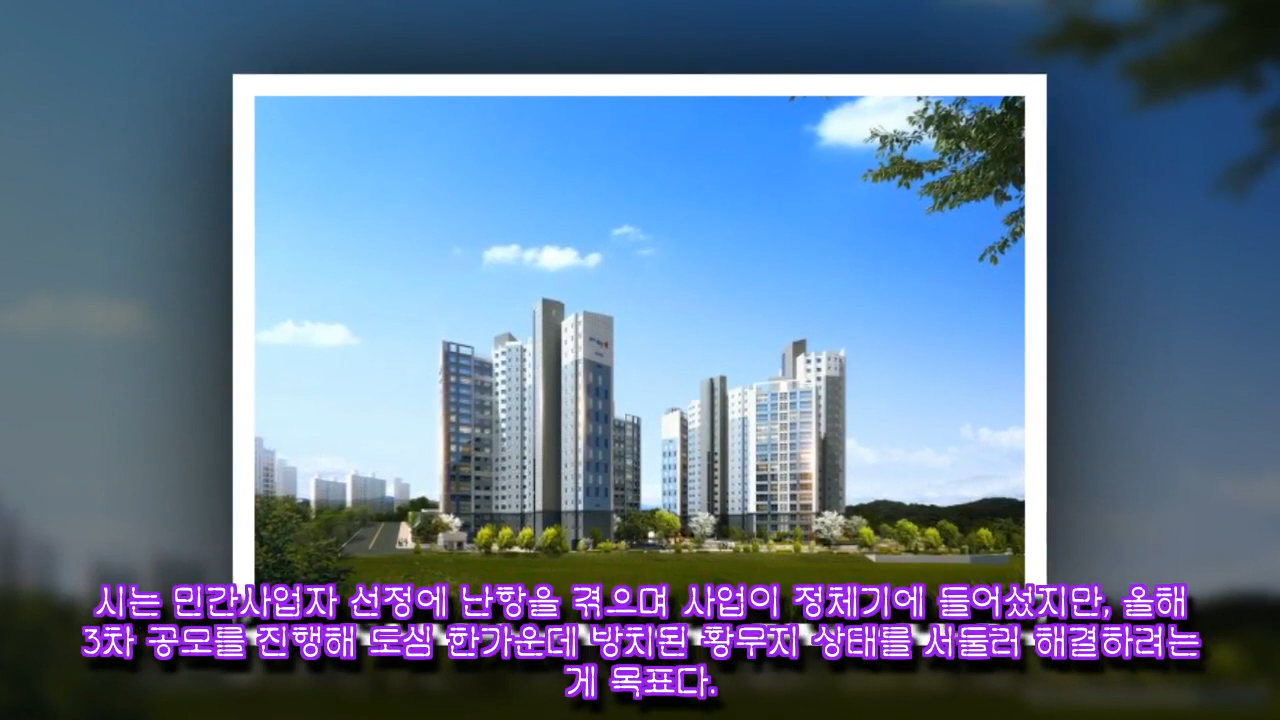 시는 민간사업자 선정에 난항을 겪으며 사업이 정체기에 들어섰지만, 올해
3차 공모를 진행해 도심 한가운데 방치된 황무지 상태를 서둘러 해결하려는
게 목표다.